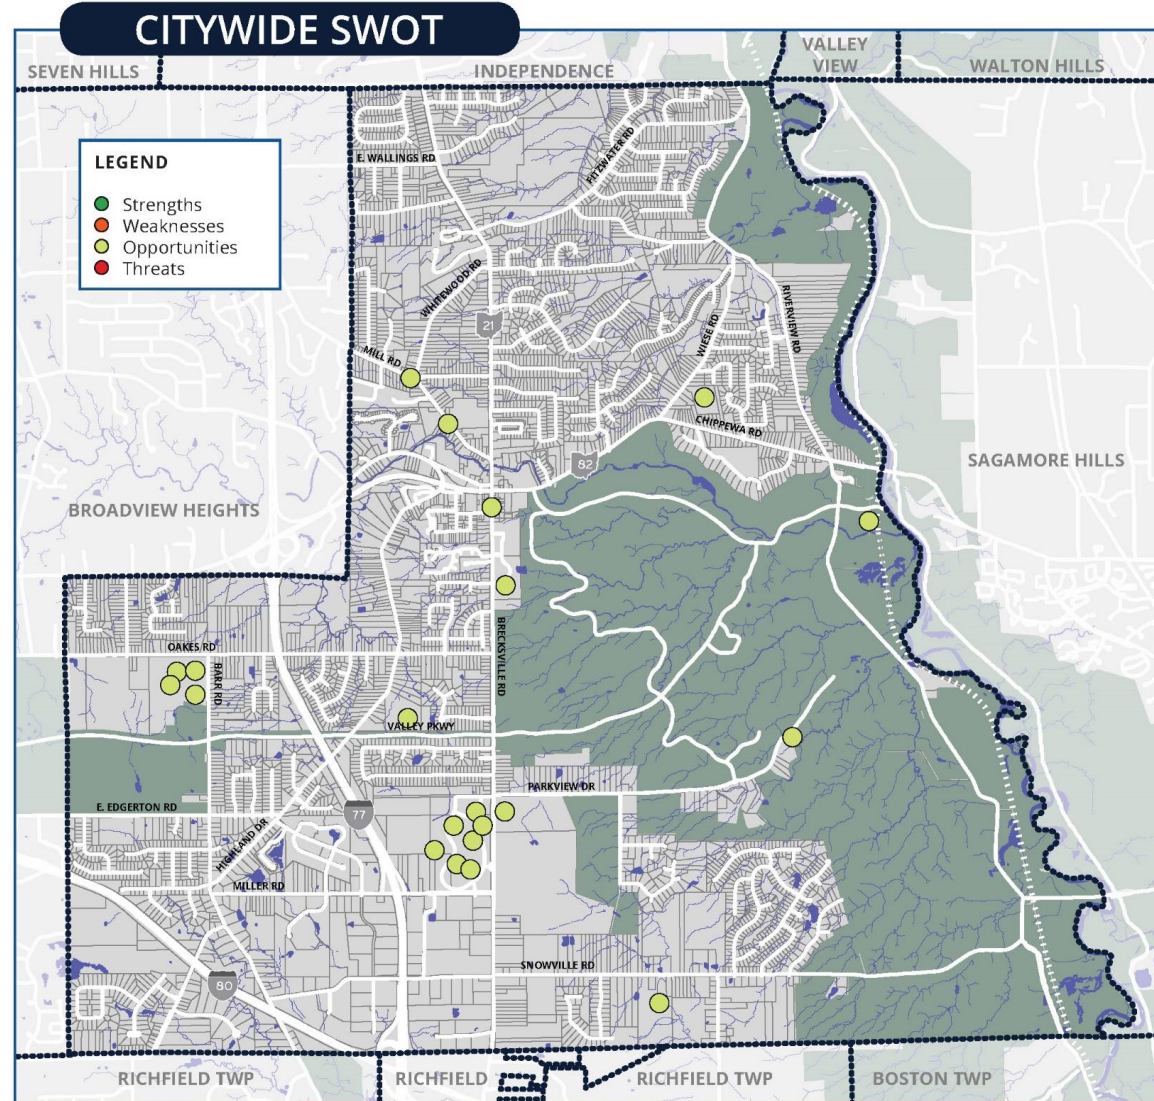 CITYWIDE SWOT
SEVEN HILLS
INDEPENDENCE
VALLEY
VIEW
WALTON HILLS
LEGEND
Strengths
Weaknesses
Opportunities
Threats
E. WALLINGS RD
FITZWATER RD
WHITEWOOD RD
21
RIVERVIEW RD
WIESE RD
MILL RD
CHIPPEWA RD
82
SAGAMORE HILLS
BROADVIEW HEIGHTS
BRECKSVILLE RD
OAKES RD
BARR RD
VALLEY PKWY
PARKVIEW DR
E. EDGERTON RD
77
HIGHLAND DR
MILLER RD
SNOWVILLE RD
80
RICHFIELD TWP
RICHFIELD
RICHFIELD TWP
BOSTON TWP